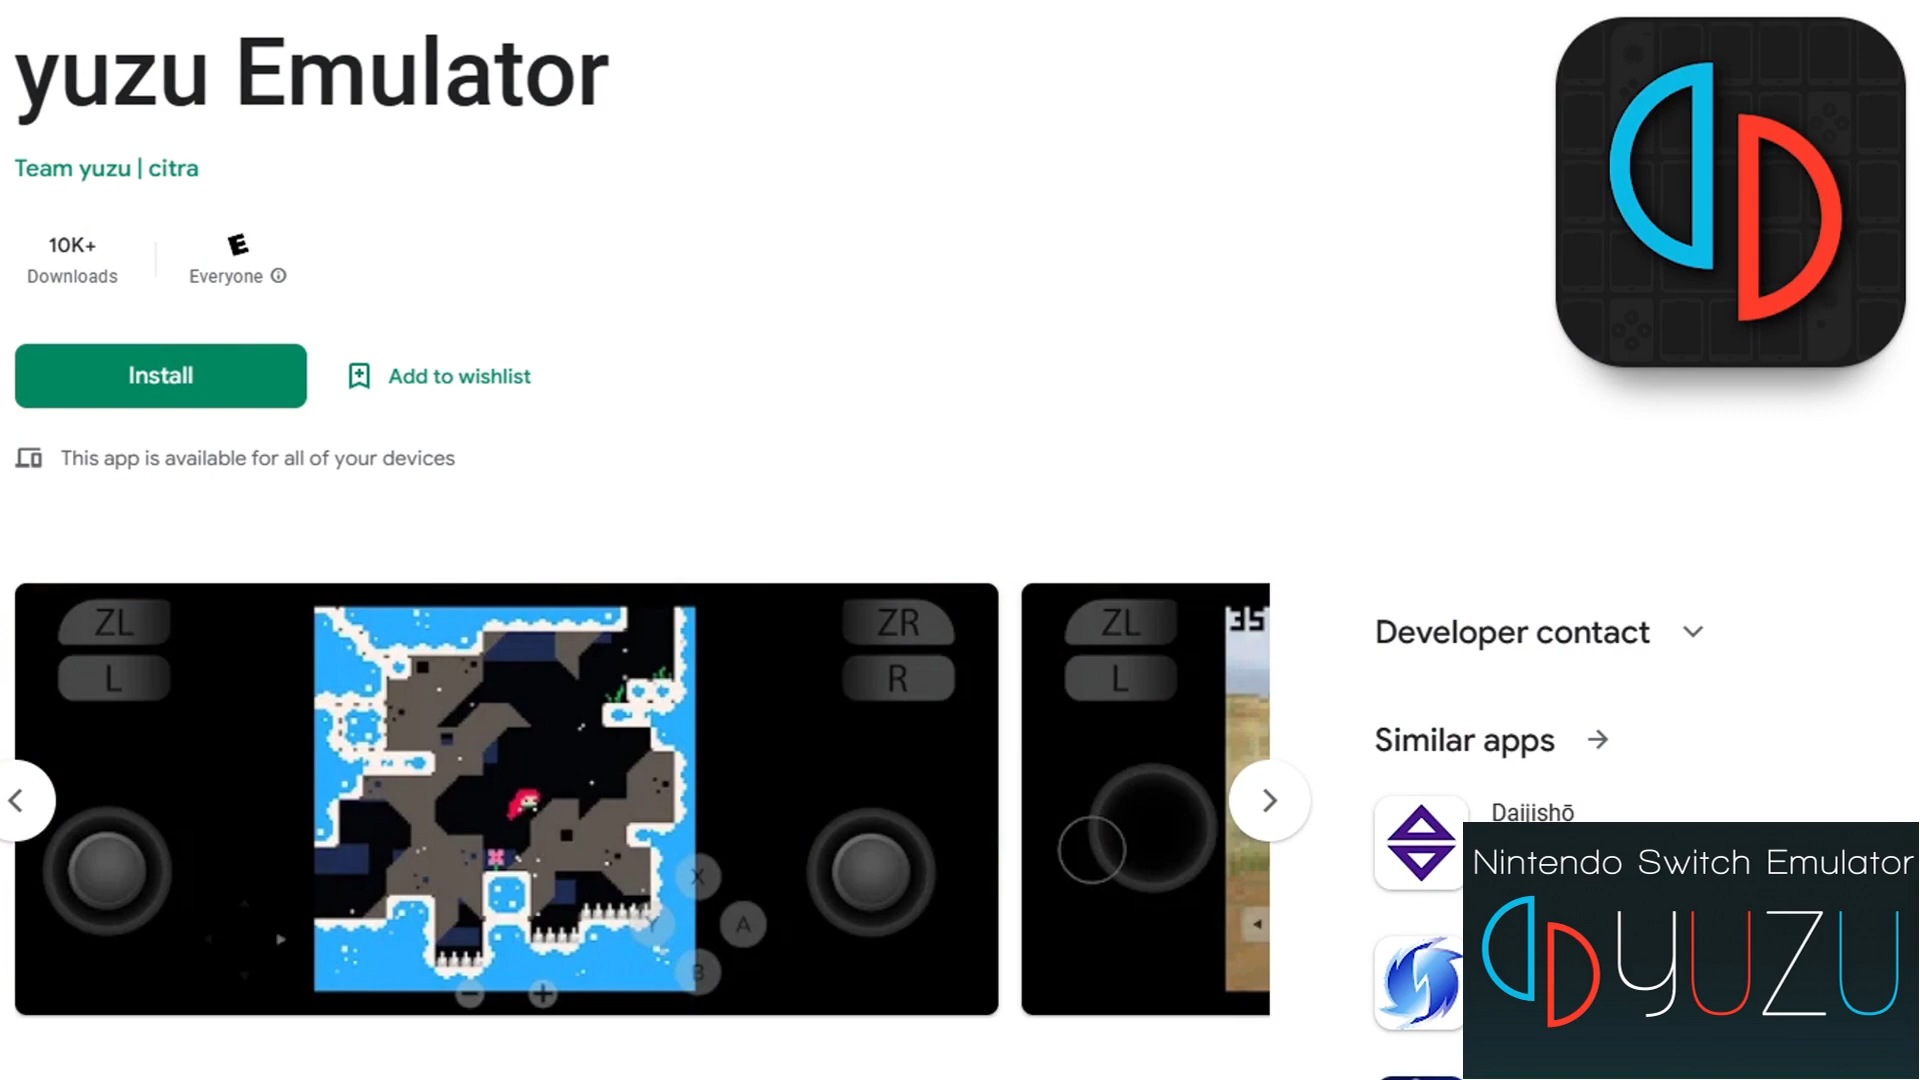 yuzu Emulator
Team yuzu | citra
10K+
Downloads
E
Everyone
Install
Add to wishlist
This app is available for all of your devices
ZL
L
ZR
R
X
Y
A
B
ZL
L
35
Developer contact
Similar apps
Daijishō
Nintendo Switch Emulator
yuzu